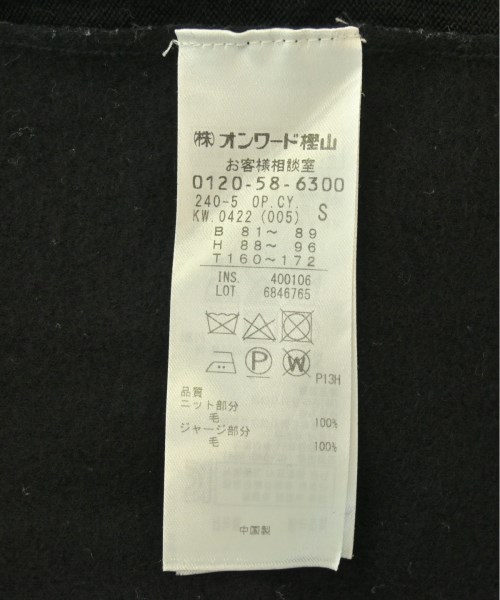 (株)オンワード樫山
お客様相談室
0120-58-6300
240-5 OP.CY.
KW.0422 (005) S
B 81～ 89
H 88～ 96
T160～172
INS. 400106
LOT 6846765
P
W
P13H
品質
ニット部分
毛 100%
ジャージ部分
毛 100%
中国製